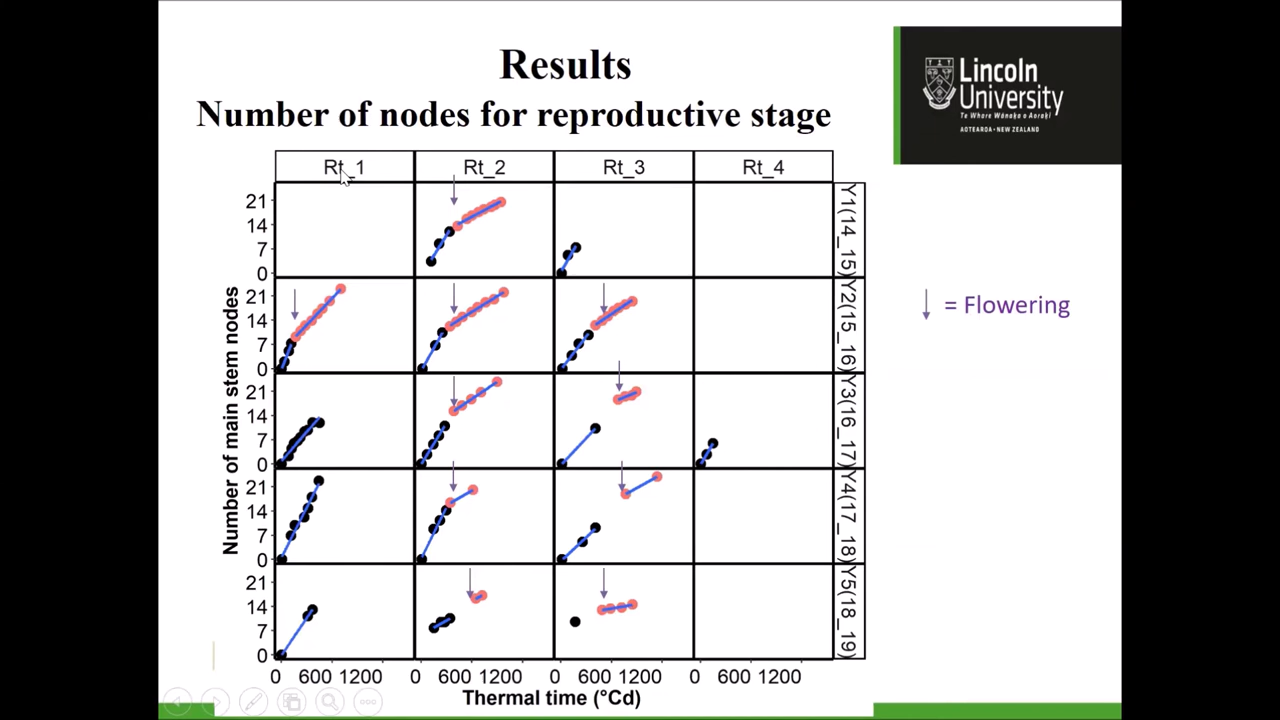 Results
Number of nodes for reproductive stage
Lincoln
University
Te Whare Wānaka o Aoraki
AOTEAROA • NEW ZEALAND
Rt_1 Rt_2 Rt_3 Rt_4
Number of main stem nodes
21
14
7
0
Y1(14_15)
21
14
7
0
Y2(15_16)
21
14
7
0
Y3(16_17)
21
14
7
0
Y4(17_18)
21
14
7
0
Y5(18_19)
= Flowering
0 600 1200 0 600 1200 0 600 1200 0 600 1200
Thermal time (°Cd)